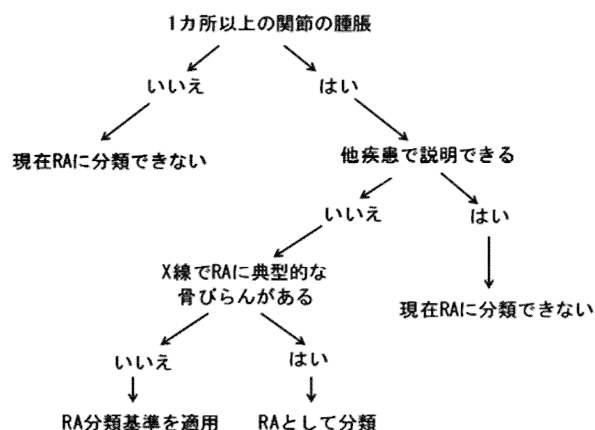 1カ所以上の関節の腫脹
いいえ
はい
現在RAに分類できない
他疾患で説明できる
いいえ
はい
X線でRAに典型的な
骨びらんがある
現在RAに分類できない
いいえ
はい
RA分類基準を適用
RAとして分類